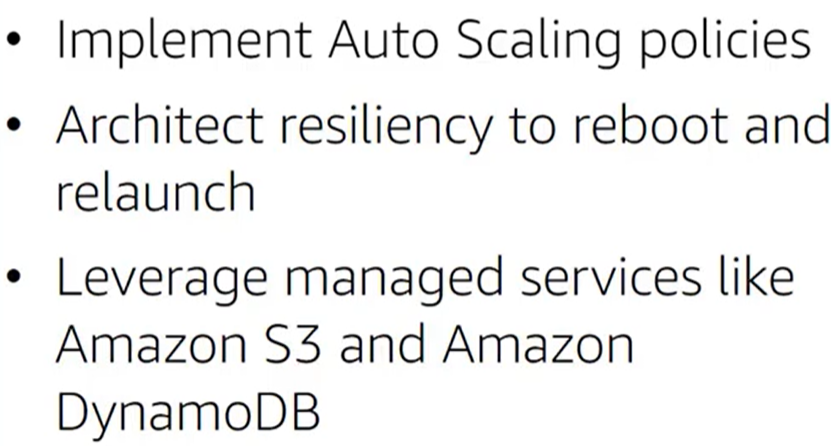 • Implement Auto Scaling policies
• Architect resiliency to reboot and
relaunch
• Leverage managed services like
Amazon S3 and Amazon
DynamoDB